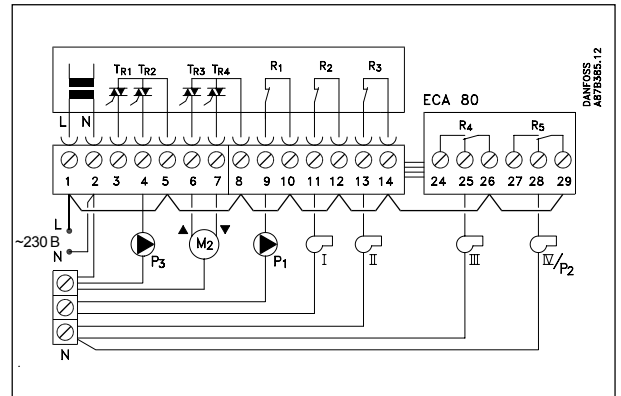 TR1 TR2 TR3 TR4 R1 R2 R3
L N
ECA 80
R4 R5
DANFOSS
A87B385.12
1 2 3 4 5 6 7 8 9 10 11 12 13 14 24 25 26 27 28 29
L
~230 В
N
P3 ▲ M2 ▼ P1 I II III IV/P2
N